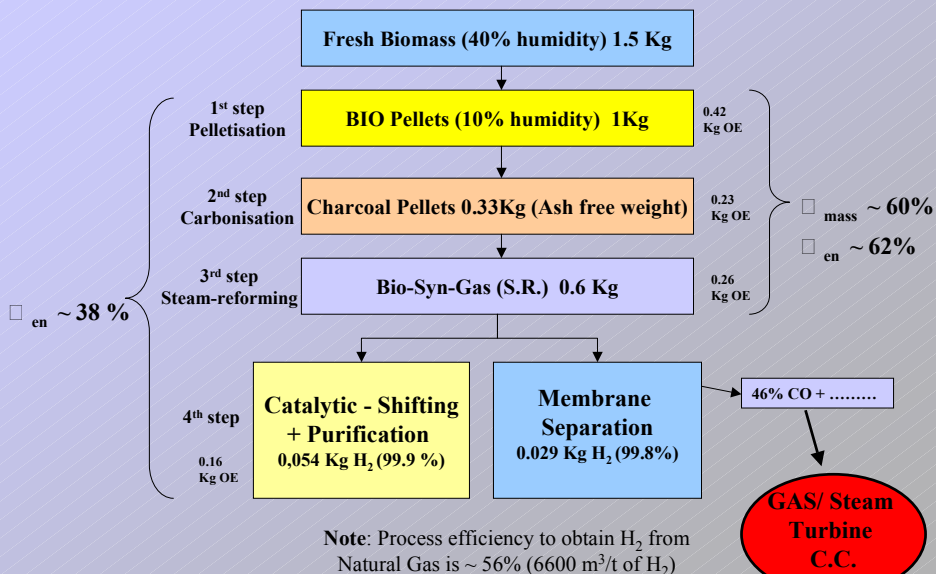 Fresh Biomass (40% humidity) 1.5 Kg
1st step
Pelletisation
BIO Pellets (10% humidity) 1Kg
0.42
Kg OE
2nd step
Carbonisation
Charcoal Pellets 0.33Kg (Ash free weight)
0.23
Kg OE
□ mass ~ 60%
□ en ~ 62%
3rd step
Steam-reforming
Bio-Syn-Gas (S.R.) 0.6 Kg
0.26
Kg OE
□ en ~ 38 %
4th step
0.16
Kg OE
Catalytic - Shifting
+ Purification
0,054 Kg H2 (99.9 %)
Membrane
Separation
0.029 Kg H2 (99.8%)
46% CO + .........
GAS/ Steam
Turbine
C.C.
Note: Process efficiency to obtain H2 from
Natural Gas is ~ 56% (6600 m3/t of H2)